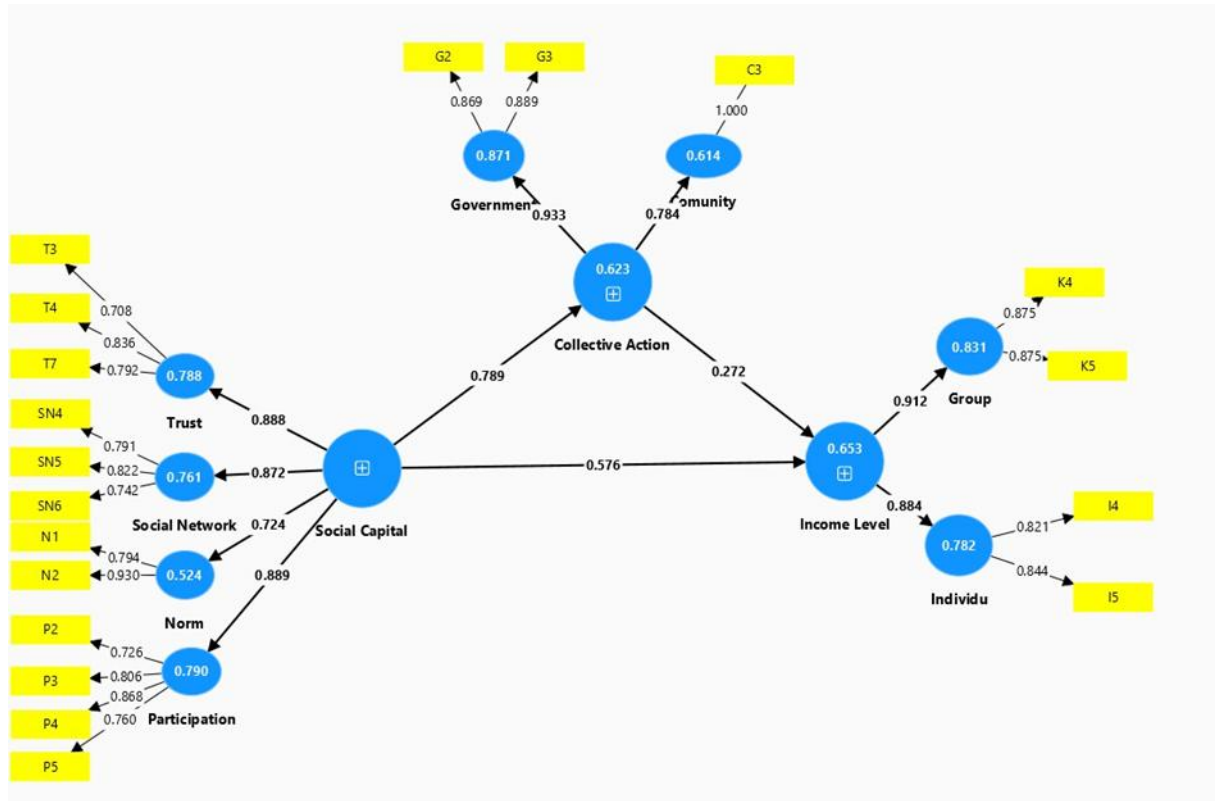 G2
G3
C3
0.869
0.889
1.000
0.871
0.614
Government
0.933
0.784
omunity
T3
T4
T7
0.708
0.836
0.792
0.788
Trust
0.888
0.623
Collective Action
0.789
0.272
K4
K5
0.875
0.875
0.831
Group
0.912
SN4
SN5
SN6
0.791
0.822
0.742
0.761
Social Network
0.872
Social Capital
0.576
0.653
Income Level
0.884
N1
N2
0.794
0.930
0.524
Norm
0.724
0.889
0.782
Individu
0.821
0.844
I4
I5
P2
P3
P4
P5
0.726
0.806
0.868
0.760
0.790
Participation